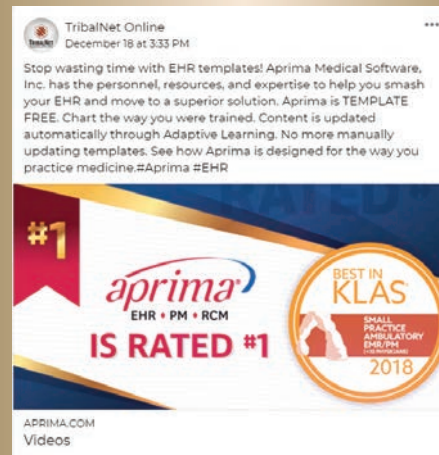 TribalNet Online
December 18 at 3:33 PM
Stop wasting time with EHR templates! Aprima Medical Software,
Inc. has the personnel, resources, and expertise to help you smash
your EHR and move to a superior solution. Aprima is TEMPLATE
FREE. Chart the way you were trained. Content is updated
automatically through Adaptive Learning. No more manually
updating templates. See how Aprima is designed for the way you
practice medicine.#Aprima #EHR
RATED #1
#1
aprima
EHR • PM • RCM
IS RATED #1
BEST IN
KLAS
SMALL
PRACTICE
AMBULATORY
EMR/PM
2018
APRIMA.COM
Videos